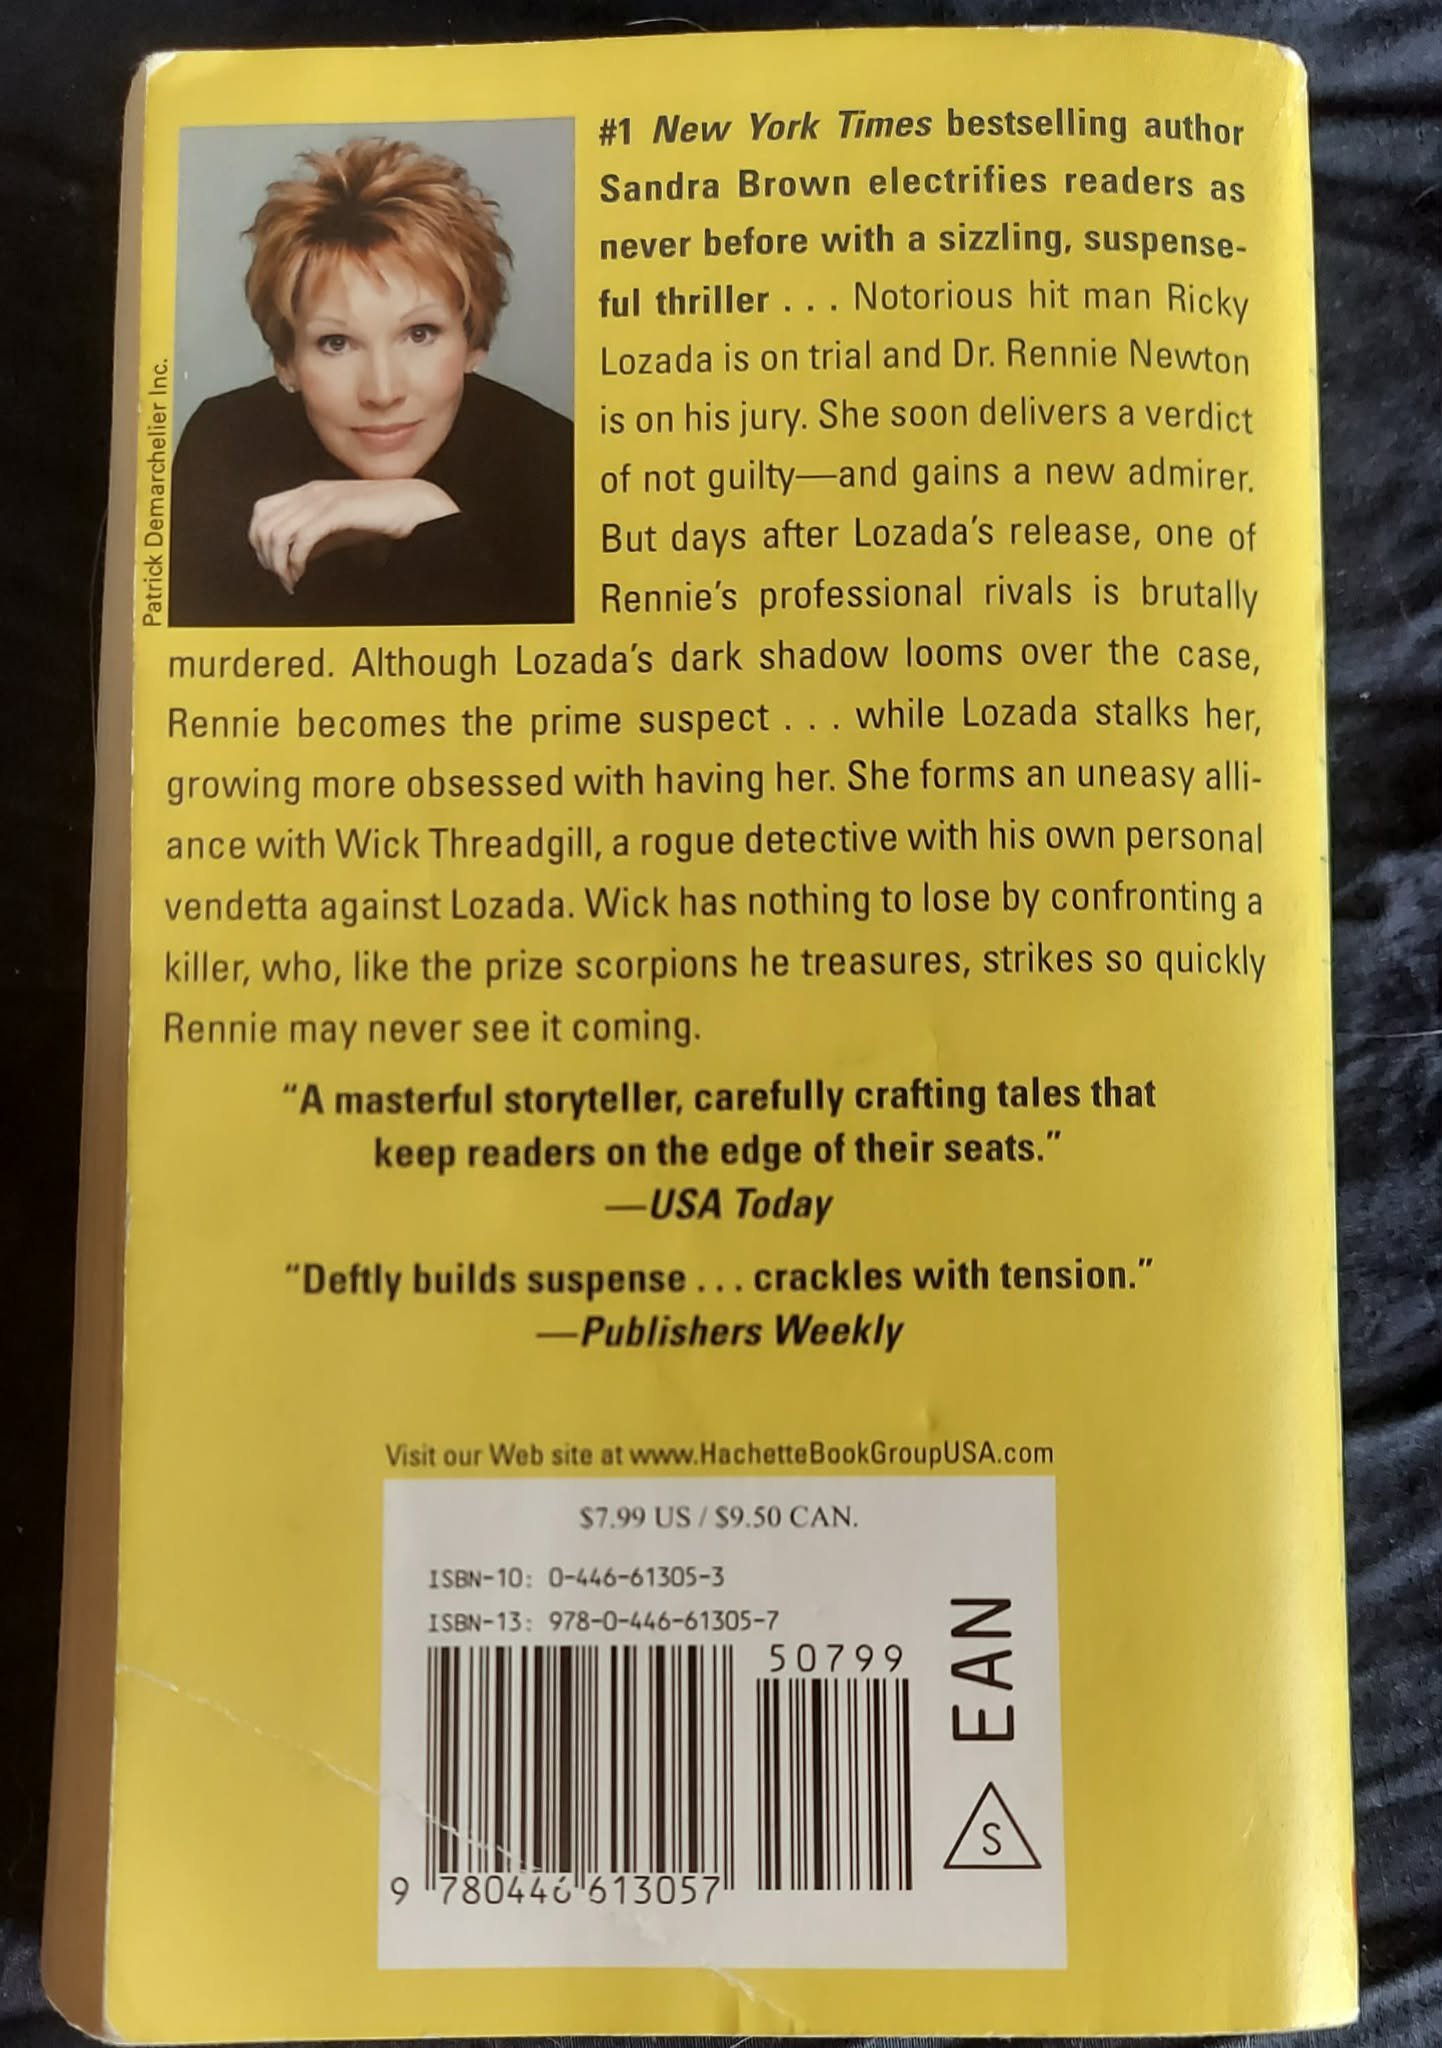 #1 New York Times bestselling author
Sandra Brown electrifies readers as
never before with a sizzling, suspense-
ful thriller . . . Notorious hit man Ricky
Lozada is on trial and Dr. Rennie Newton
is on his jury. She soon delivers a verdict
of not guilty—and gains a new admirer.
But days after Lozada's release, one of
Rennie's professional rivals is brutally
Patrick Demarchelier Inc.
murdered. Although Lozada's dark shadow looms over the case,
Rennie becomes the prime suspect . . . while Lozada stalks her,
growing more obsessed with having her. She forms an uneasy alli-
ance with Wick Threadgill, a rogue detective with his own personal
vendetta against Lozada. Wick has nothing to lose by confronting a
killer, who, like the prize scorpions he treasures, strikes so quickly
Rennie may never see it coming.
"A masterful storyteller, carefully crafting tales that
keep readers on the edge of their seats."
—USA Today
"Deftly builds suspense . . . crackles with tension."
—Publishers Weekly
Visit our Web site at www.HachetteBookGroupUSA.com
$7.99 US / $9.50 CAN.
ISBN-10: 0-446-61305-3
ISBN-13: 978-0-446-61305-7
50799
9 780446 613057
EAN
S